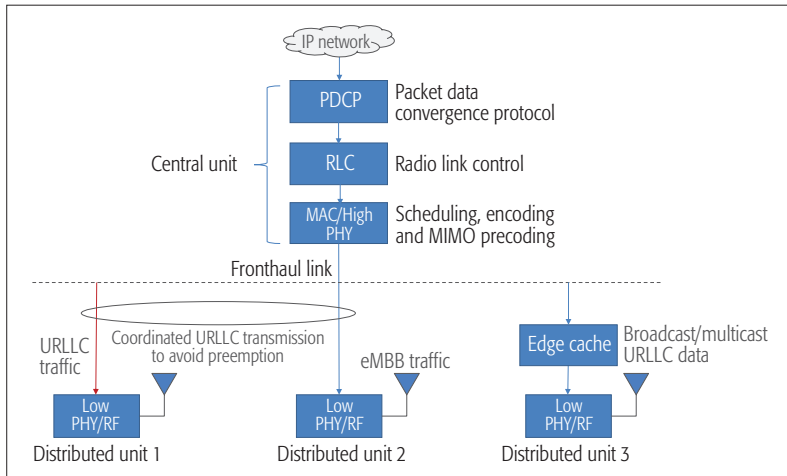 IP network
PDCP
Packet data
convergence protocol
Central unit
RLC
Radio link control
MAC/High
PHY
Scheduling, encoding
and MIMO precoding
Fronthaul link
URLLC
traffic
Coordinated URLLC transmission
to avoid preemption
eMBB traffic
Edge cache
Broadcast/multicast
URLLC data
Low
PHY/RF
Low
PHY/RF
Low
PHY/RF
Distributed unit 1
Distributed unit 2
Distributed unit 3